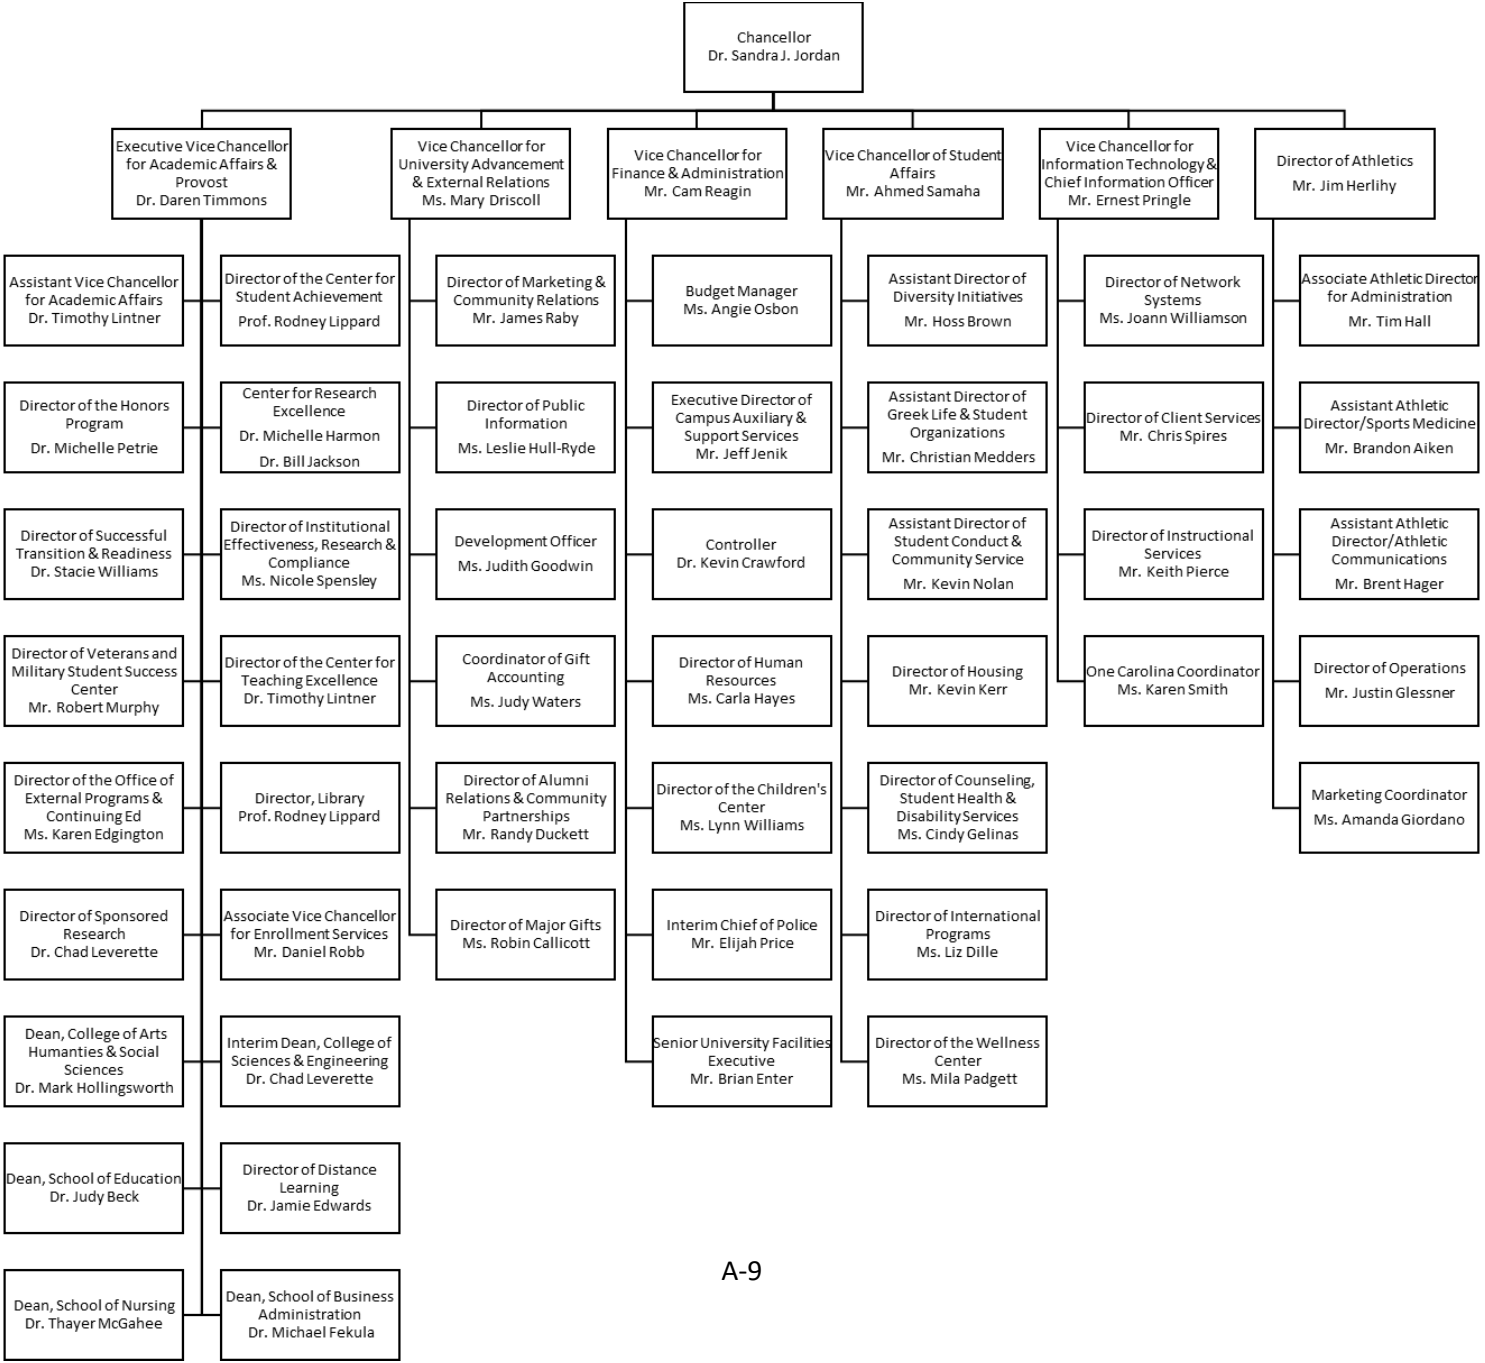 Chancellor
Dr. Sandra J. Jordan
Executive Vice Chancellor
for Academic Affairs &
Provost
Dr. Daren Timmons
Vice Chancellor for
University Advancement
& External Relations
Ms. Mary Driscoll
Vice Chancellor for
Finance & Administration
Mr. Cam Reagin
Vice Chancellor of Student
Affairs
Mr. Ahmed Samaha
Vice Chancellor for
Information Technology &
Chief Information Officer
Mr. Ernest Pringle
Director of Athletics
Mr. Jim Herlihy
Assistant Vice Chancellor
for Academic Affairs
Dr. Timothy Lintner
Director of the Center for
Student Achievement
Prof. Rodney Lippard
Director of Marketing &
Community Relations
Mr. James Raby
Budget Manager
Ms. Angie Osbon
Assistant Director of
Diversity Initiatives
Mr. Hoss Brown
Director of Network
Systems
Ms. Joann Williamson
Associate Athletic Director
for Administration
Mr. Tim Hall
Director of the Honors
Program
Dr. Michelle Petrie
Center for Research
Excellence
Dr. Michelle Harmon
Dr. Bill Jackson
Director of Public
Information
Ms. Leslie Hull-Ryde
Executive Director of
Campus Auxiliary &
Support Services
Mr. Jeff Jenik
Assistant Director of
Greek Life & Student
Organizations
Mr. Christian Medders
Director of Client Services
Mr. Chris Spires
Assistant Athletic
Director/Sports Medicine
Mr. Brandon Aiken
Director of Successful
Transition & Readiness
Dr. Stacie Williams
Director of Institutional
Effectiveness, Research &
Compliance
Ms. Nicole Spensley
Development Officer
Ms. Judith Goodwin
Controller
Dr. Kevin Crawford
Assistant Director of
Student Conduct &
Community Service
Mr. Kevin Nolan
Director of Instructional
Services
Mr. Keith Pierce
Assistant Athletic
Director/Athletic
Communications
Mr. Brent Hager
Director of Veterans and
Military Student Success
Center
Mr. Robert Murphy
Director of the Center for
Teaching Excellence
Dr. Timothy Lintner
Coordinator of Gift
Accounting
Ms. Judy Waters
Director of Human
Resources
Ms. Carla Hayes
Director of Housing
Mr. Kevin Kerr
One Carolina Coordinator
Ms. Karen Smith
Director of Operations
Mr. Justin Glessner
Director of the Office of
External Programs &
Continuing Ed
Ms. Karen Edgington
Director, Library
Prof. Rodney Lippard
Director of Alumni
Relations & Community
Partnerships
Mr. Randy Duckett
Director of the Children's
Center
Ms. Lynn Williams
Director of Counseling,
Student Health &
Disability Services
Ms. Cindy Gelinas
Marketing Coordinator
Ms. Amanda Giordano
Director of Sponsored
Research
Dr. Chad Leverette
Associate Vice Chancellor
for Enrollment Services
Mr. Daniel Robb
Director of Major Gifts
Ms. Robin Callicott
Interim Chief of Police
Mr. Elijah Price
Director of International
Programs
Ms. Liz Dille
Dean, College of Arts
Humanties & Social
Sciences
Dr. Mark Hollingsworth
Interim Dean, College of
Sciences & Engineering
Dr. Chad Leverette
Senior University Facilities
Executive
Mr. Brian Enter
Director of the Wellness
Center
Ms. Mila Padgett
Dean, School of Education
Dr. Judy Beck
Director of Distance
Learning
Dr. Jamie Edwards
Dean, School of Nursing
Dr. Thayer McGahee
Dean, School of Business
Administration
Dr. Michael Fekula
A-9